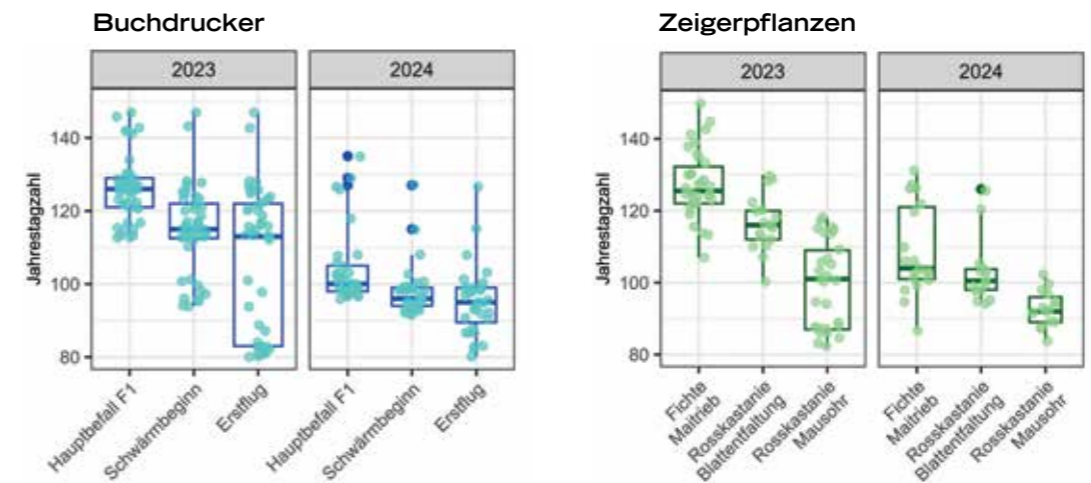 Buchdrucker
2023
2024
Jahrestagzahl
140
120
100
80
Hauptbefall F1
Schwärmbeginn
Erstflug
Hauptbefall F1
Schwärmbeginn
Erstflug
Zeigerpflanzen
2023
2024
Jahrestagzahl
140
120
100
80
Fichte
Maitrieb
Rosskastanie
Blattentfaltung
Rosskastanie
Mausohr
Fichte
Maitrieb
Rosskastanie
Blattentfaltung
Rosskastanie
Mausohr